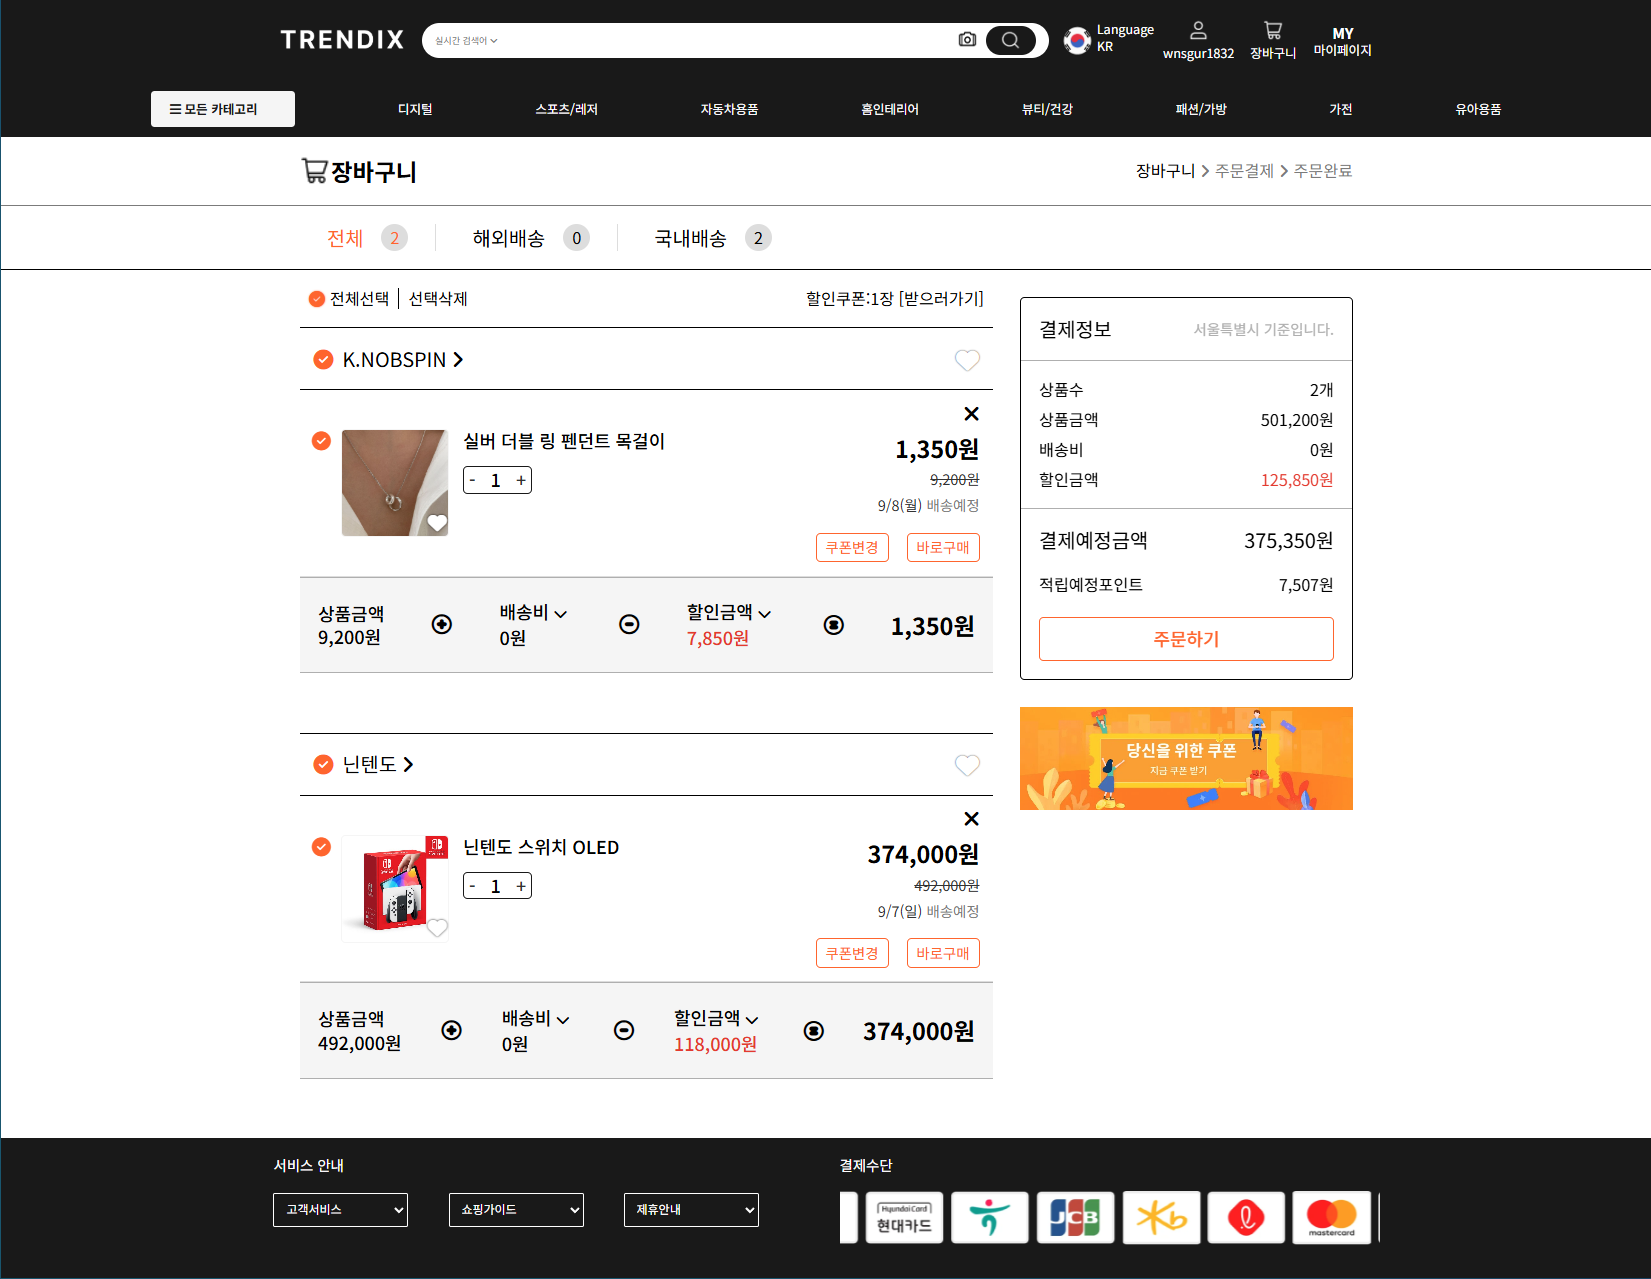 TRENDIX
실시간 검색어
Language
KR
wnsgur1832
장바구니
MY
마이페이지
모든 카테고리
디지털
스포츠/레저
자동차용품
홈인테리어
뷰티/건강
패션/가방
가전
유아용품
장바구니
장바구니 > 주문결제 > 주문완료
전체 2
해외배송 0
국내배송 2
전체선택 | 선택삭제
할인쿠폰:1장 [받으러가기]
K.NOBSPIN >
실버 더블 링 펜던트 목걸이
- 1 +
1,350원
9,200원
9/8(월) 배송예정
쿠폰변경
바로구매
상품금액
9,200원
배송비
0원
할인금액
7,850원
1,350원
닌텐도 >
닌텐도 스위치 OLED
- 1 +
374,000원
492,000원
9/7(일) 배송예정
쿠폰변경
바로구매
상품금액
492,000원
배송비
0원
할인금액
118,000원
374,000원
결제정보
서울특별시 기준입니다.
상품수 2개
상품금액 501,200원
배송비 0원
할인금액 125,850원
결제예정금액 375,350원
적립예정포인트 7,507원
주문하기
당신을 위한 쿠폰
지금 쿠폰 받기
서비스 안내
고객서비스
쇼핑가이드
제휴안내
결제수단
HyundaiCard
현대카드
JCB
Kb
mastercard